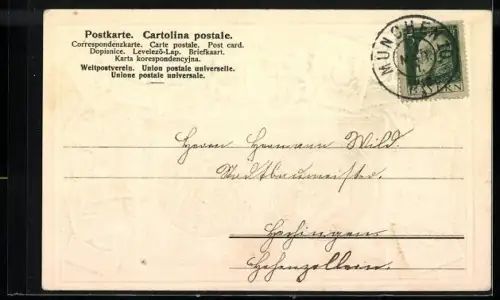 Postkarte. Cartolina postale.
Correspondenzkarte. Carte postale. Post card.
Dopisnice. Levelező-Lap. Briefkaart.
Karta korespondencyjna.
Weltpostverein. Union postale universelle.
Unione postale universale.
MÜNCHEN
BAYERN
Herrn Hermann Wild.
Stadtbaumeister.
Hechingen.
Hohenzollern.